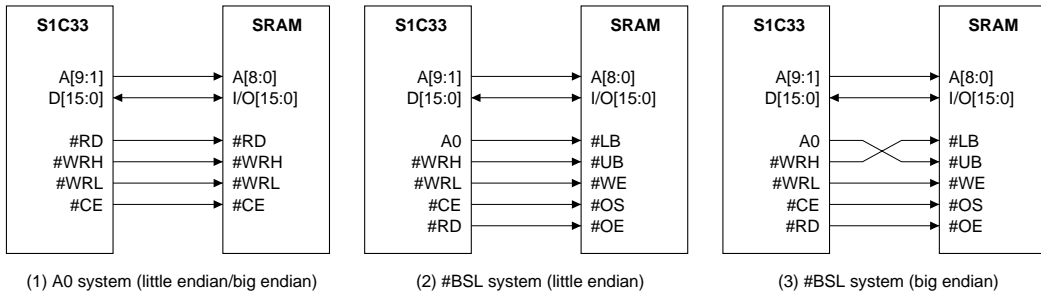 S1C33 SRAM
A[9:1] A[8:0]
D[15:0] I/O[15:0]
#RD #RD
#WRH #WRH
#WRL #WRL
#CE #CE
(1) A0 system (little endian/big endian)
S1C33 SRAM
A[9:1] A[8:0]
D[15:0] I/O[15:0]
A0 #LB
#WRH #UB
#WRL #WE
#CE #OS
#RD #OE
(2) #BSL system (little endian)
S1C33 SRAM
A[9:1] A[8:0]
D[15:0] I/O[15:0]
A0 #LB
#WRH #UB
#WRL #WE
#CE #OS
#RD #OE
(3) #BSL system (big endian)